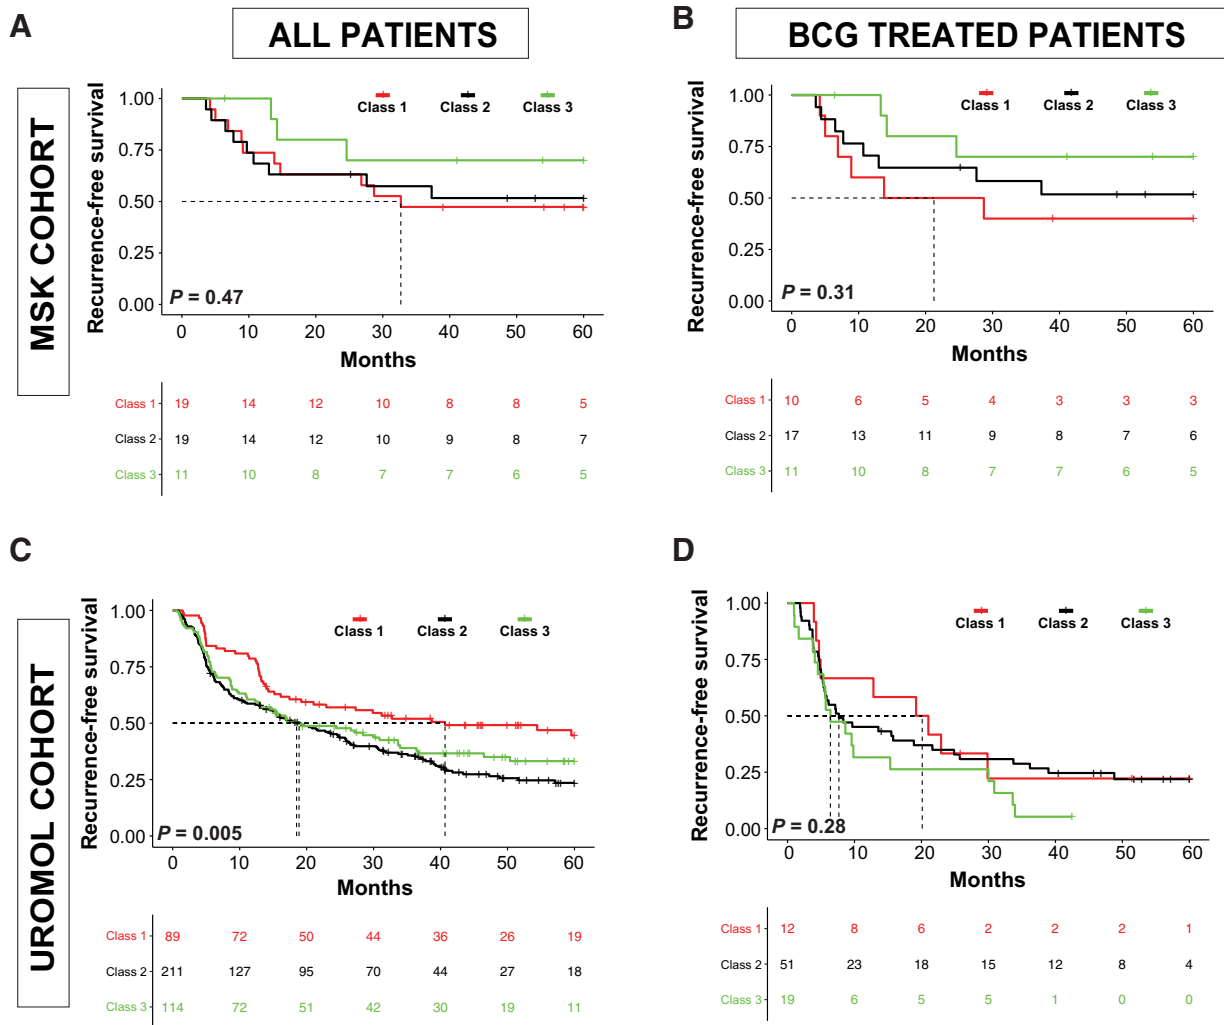 A
ALL PATIENTS
B
BCG TREATED PATIENTS
MSK COHORT
Recurrence-free survival
1.00
0.75
0.50
0.25
0.00
Class 1
Class 2
Class 3
P = 0.47
0 10 20 30 40 50 60
Months
Class 1 19 14 12 10 8 8 5
Class 2 19 14 12 10 9 8 7
Class 3 11 10 8 7 7 6 5
Recurrence-free survival
1.00
0.75
0.50
0.25
0.00
Class 1
Class 2
Class 3
P = 0.31
0 10 20 30 40 50 60
Months
Class 1 10 6 5 4 3 3 3
Class 2 17 13 11 9 8 7 6
Class 3 11 10 8 7 7 6 5
C
UROMOL COHORT
Recurrence-free survival
1.00
0.75
0.50
0.25
0.00
Class 1
Class 2
Class 3
P = 0.005
0 10 20 30 40 50 60
Months
Class 1 89 72 50 44 36 26 19
Class 2 211 127 95 70 44 27 18
Class 3 114 72 51 42 30 19 11
D
Recurrence-free survival
1.00
0.75
0.50
0.25
0.00
Class 1
Class 2
Class 3
P = 0.28
0 10 20 30 40 50 60
Months
Class 1 12 8 6 2 2 2 1
Class 2 51 23 18 15 12 8 4
Class 3 19 6 5 5 1 0 0